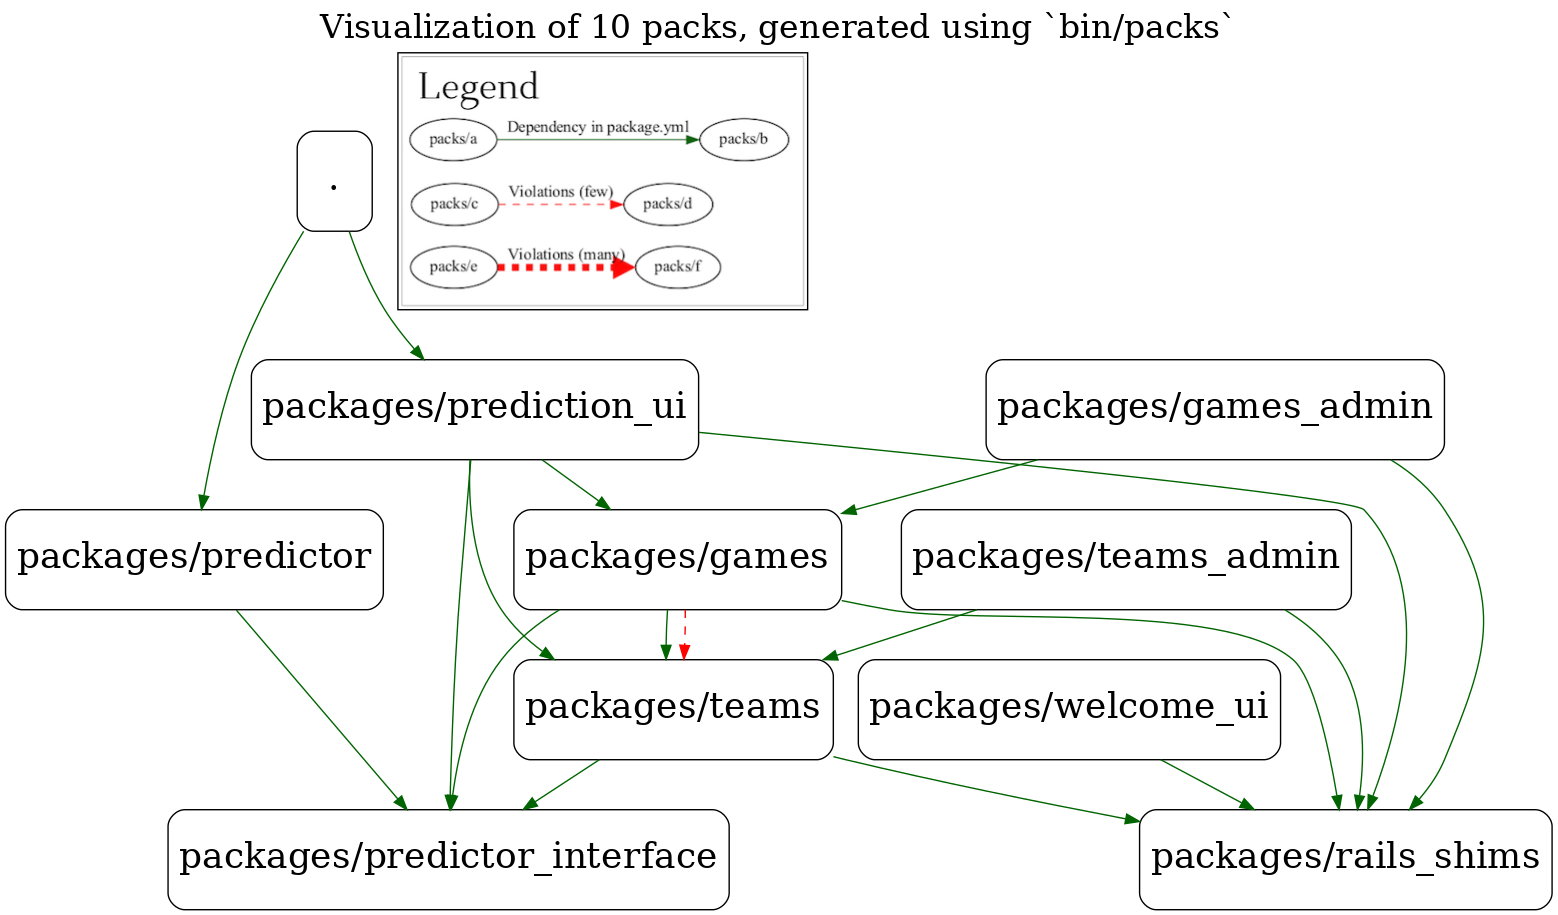 Visualization of 10 packs, generated using `bin/packs`
Legend
packs/a
Dependency in package.yml
packs/b
packs/c
Violations (few)
packs/d
packs/e
Violations (many)
packs/f
.
packages/prediction_ui
packages/games_admin
packages/predictor
packages/games
packages/teams_admin
packages/teams
packages/welcome_ui
packages/predictor_interface
packages/rails_shims